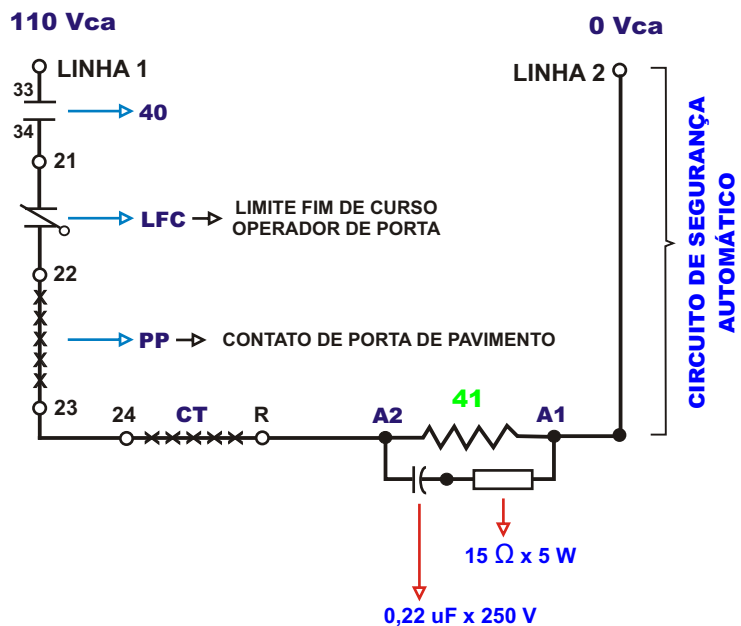 110 Vca
0 Vca
LINHA 1
LINHA 2
33
40
34
21
LFC
LIMITE FIM DE CURSO
OPERADOR DE PORTA
22
PP
CONTATO DE PORTA DE PAVIMENTO
23
24
CT
R
A2
41
A1
15 Ω x 5 W
0,22 uF x 250 V
CIRCUITO DE SEGURANÇA
AUTOMÁTICO